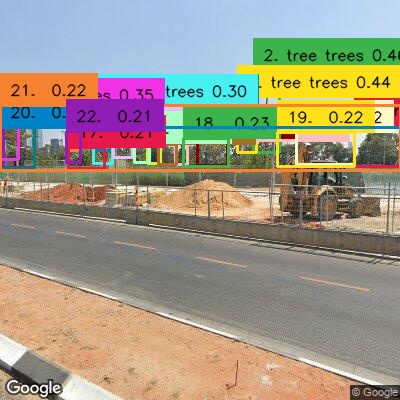 2. tree trees 0.46
tree trees 0.44
21. 0.22
es 0.35
trees 0.30
20.
22. 0.21
18. 0.23
19. 0.22
17. 0.21
Google
© Google